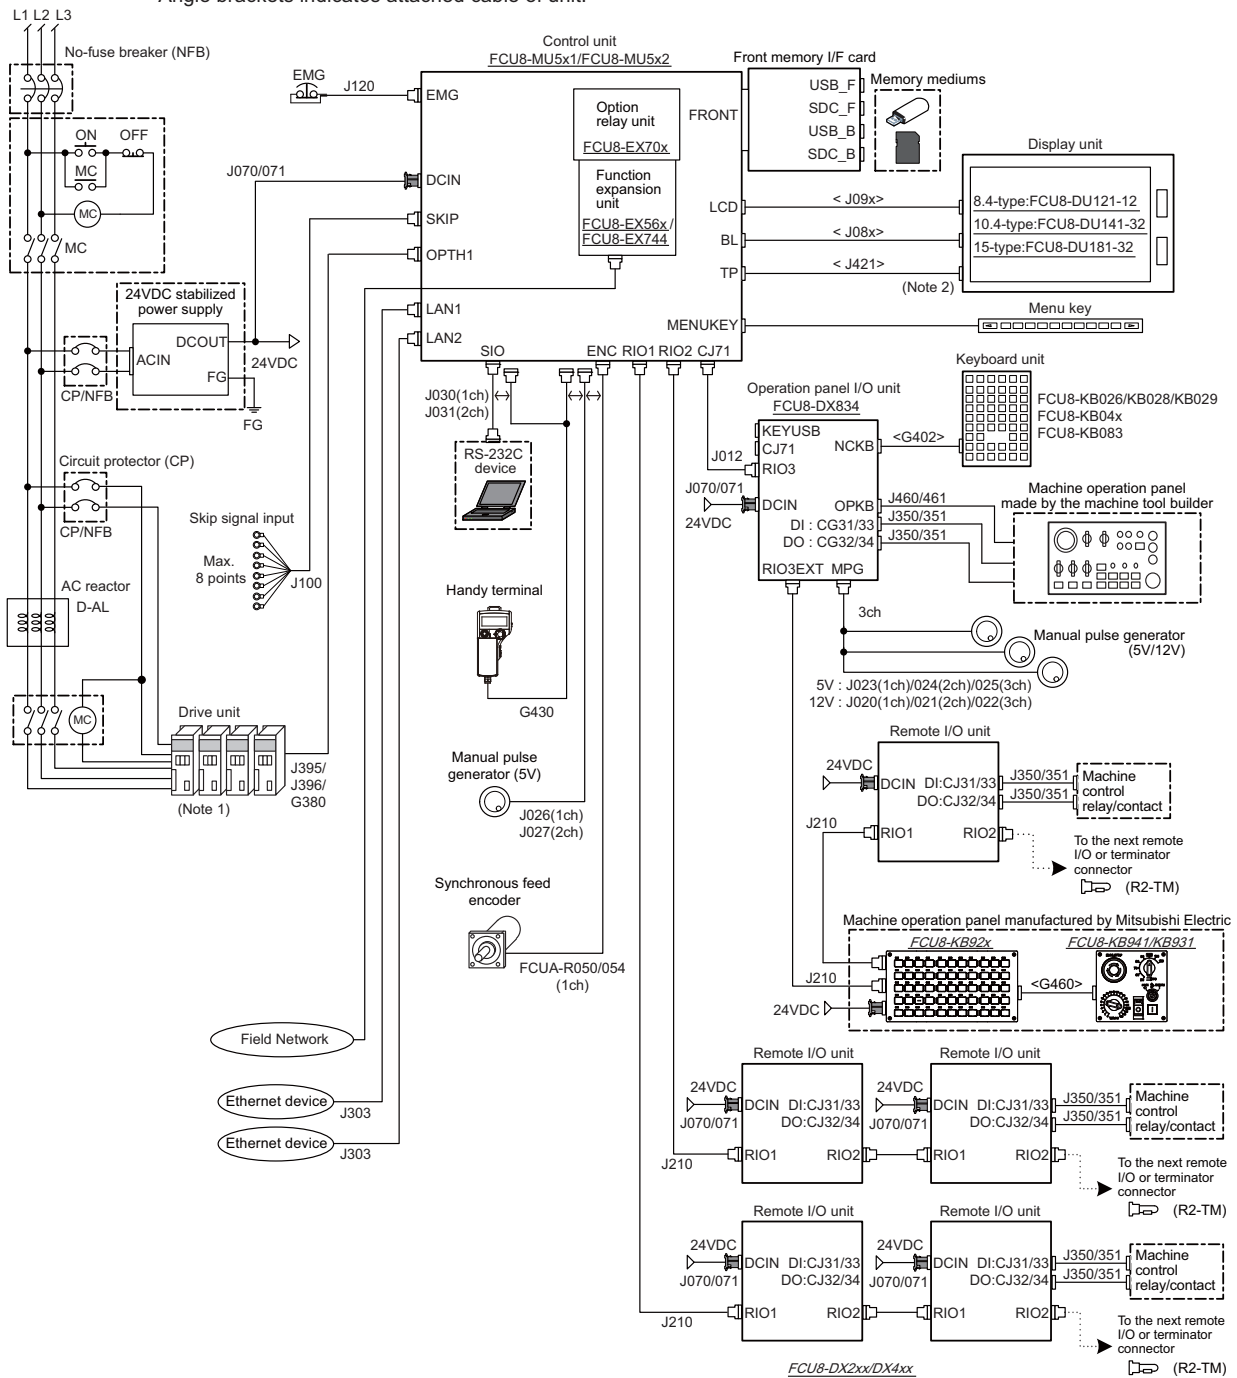 Angle brackets indicates attached cable of unit.
L1 L2 L3
No-fuse breaker (NFB)
ON OFF
MC
MC
MC
24VDC stabilized
power supply
DCOUT
ACIN
FG
24VDC
CP/NFB
FG
Circuit protector (CP)
CP/NFB
AC reactor
D-AL
MC
Drive unit
(Note 1)
J395/
J396/
G380
Skip signal input
Max.
8 points
J100
EMG
J120
J070/071
Control unit
FCU8-MU5x1/FCU8-MU5x2
EMG
DCIN
SKIP
OPTH1
LAN1
LAN2
Option
relay unit
FCU8-EX70x
Function
expansion
unit
FCU8-EX56x/
FCU8-EX744
FRONT
LCD
BL
TP
MENUKEY
SIO ENC RIO1 RIO2 CJ71
Front memory I/F card
USB_F
SDC_F
USB_B
SDC_B
Memory mediums
Display unit
< J09x>
< J08x>
< J421>
(Note 2)
8.4-type:FCU8-DU121-12
10.4-type:FCU8-DU141-32
15-type:FCU8-DU181-32
Menu key
Keyboard unit
FCU8-KB026/KB028/KB029
FCU8-KB04x
FCU8-KB083
Operation panel I/O unit
FCU8-DX834
KEYUSB
CJ71
RIO3
DCIN
NCKB
OPKB
DI : CG31/33
DO : CG32/34
RIO3EXT MPG
J012
J070/071
24VDC
<G402>
J460/461
J350/351
J350/351
Machine operation panel
made by the machine tool builder
3ch
Manual pulse generator
(5V/12V)
5V : J023(1ch)/024(2ch)/025(3ch)
12V : J020(1ch)/021(2ch)/022(3ch)
J030(1ch)
J031(2ch)
RS-232C
device
Handy terminal
G430
Manual pulse
generator (5V)
J026(1ch)
J027(2ch)
Synchronous feed
encoder
FCUA-R050/054
(1ch)
Remote I/O unit
24VDC
DCIN DI:CJ31/33
DO:CJ32/34
RIO1 RIO2
J210
J350/351
J350/351
Machine
control
relay/contact
To the next remote
I/O or terminator
connector
(R2-TM)
Machine operation panel manufactured by Mitsubishi Electric
FCU8-KB92x
FCU8-KB941/KB931
J210
24VDC
<G460>
Field Network
Ethernet device
J303
Ethernet device
J303
Remote I/O unit
24VDC
J070/071
DCIN DI:CJ31/33
DO:CJ32/34
RIO1 RIO2
J210
Remote I/O unit
24VDC
J070/071
DCIN DI:CJ31/33
DO:CJ32/34
RIO1 RIO2
J350/351
J350/351
Machine
control
relay/contact
To the next remote
I/O or terminator
connector
(R2-TM)
Remote I/O unit
24VDC
J070/071
DCIN DI:CJ31/33
DO:CJ32/34
RIO1 RIO2
J210
Remote I/O unit
24VDC
J070/071
DCIN DI:CJ31/33
DO:CJ32/34
RIO1 RIO2
J350/351
J350/351
Machine
control
relay/contact
To the next remote
I/O or terminator
connector
(R2-TM)
FCU8-DX2xx/DX4xx